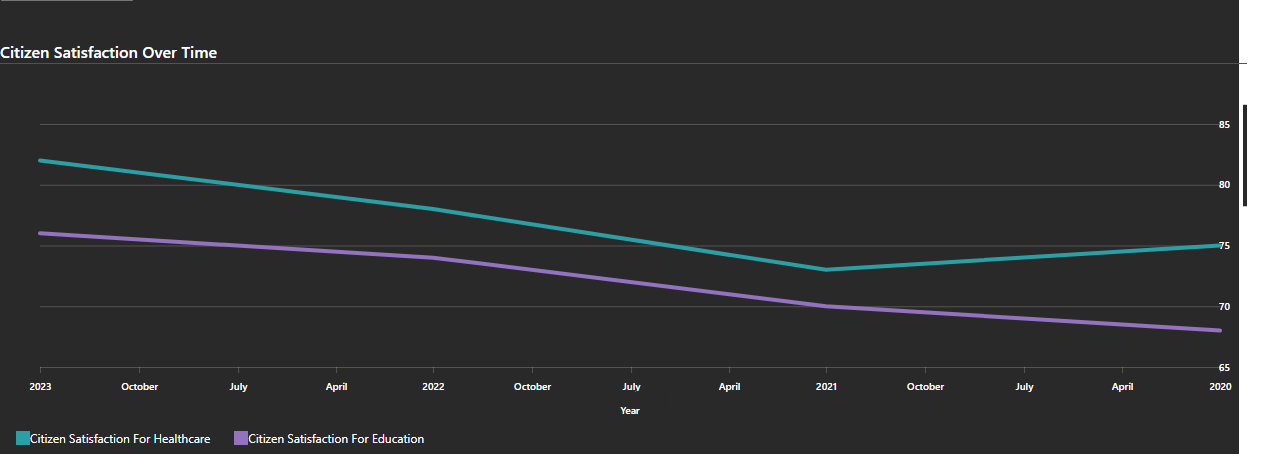 Citizen Satisfaction Over Time
85
80
75
70
65
2023 October July April 2022 October July April 2021 October July April 2020
Year
Citizen Satisfaction For Healthcare Citizen Satisfaction For Education